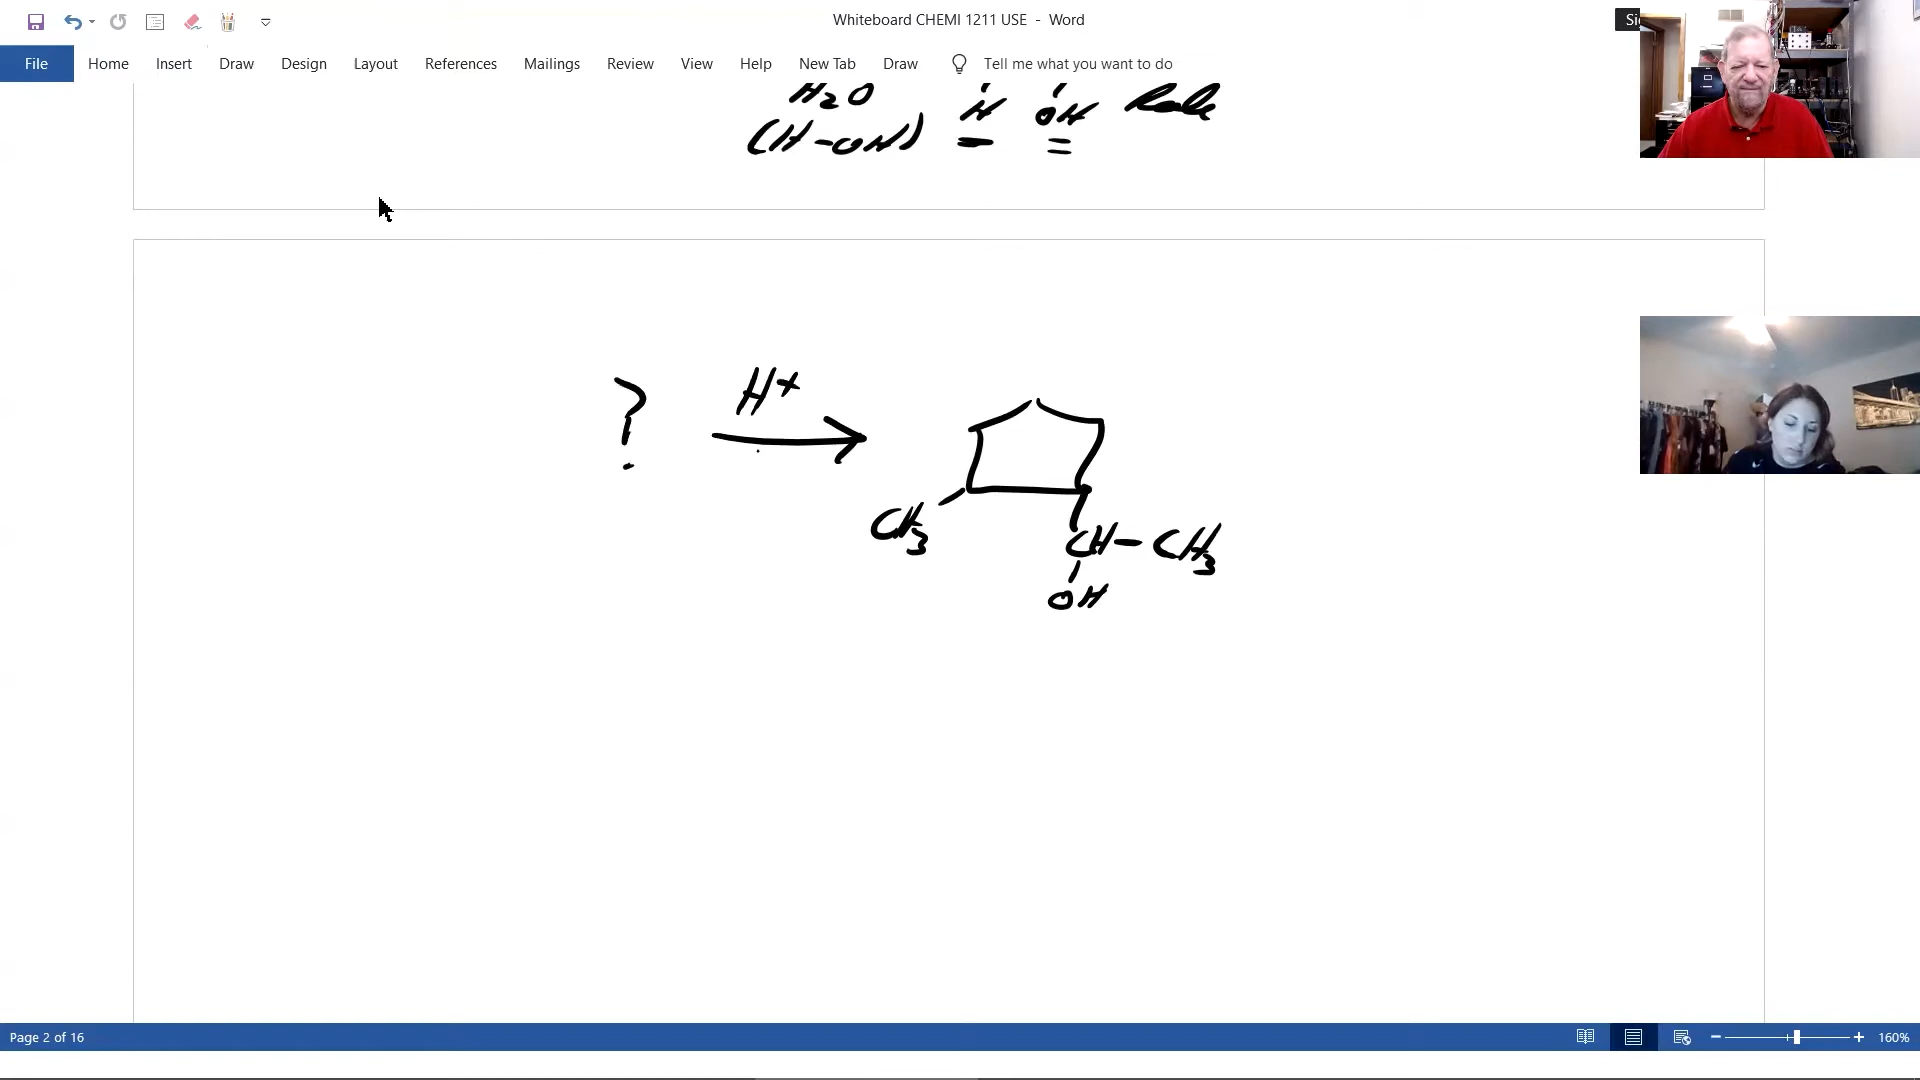 Whiteboard CHEMI 1211 USE - Word
Si
File Home Insert Draw Design Layout References Mailings Review View Help New Tab Draw Tell me what you want to do
H2O H OH Rule
(H-OH)
? H+
CH3 CH-CH3
OH
Page 2 of 16
160%